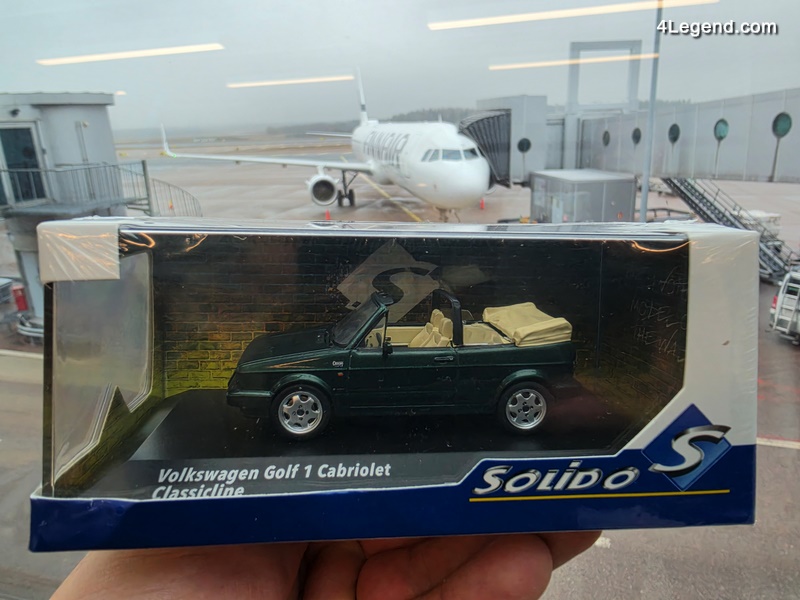 4Legend.com
FINNAIR
Volkswagen Golf 1 Cabriolet
Classicline
SOLIDO